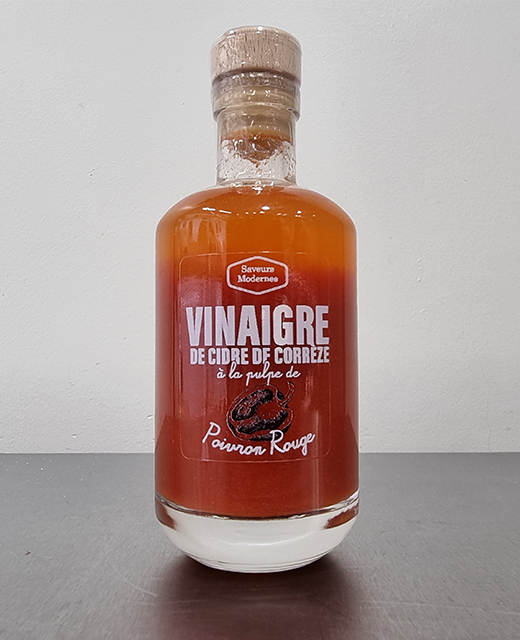 Saveurs
Modernes
VINAIGRE
DE CIDRE DE CORRÈZE
à la pulpe de
Poivron Rouge